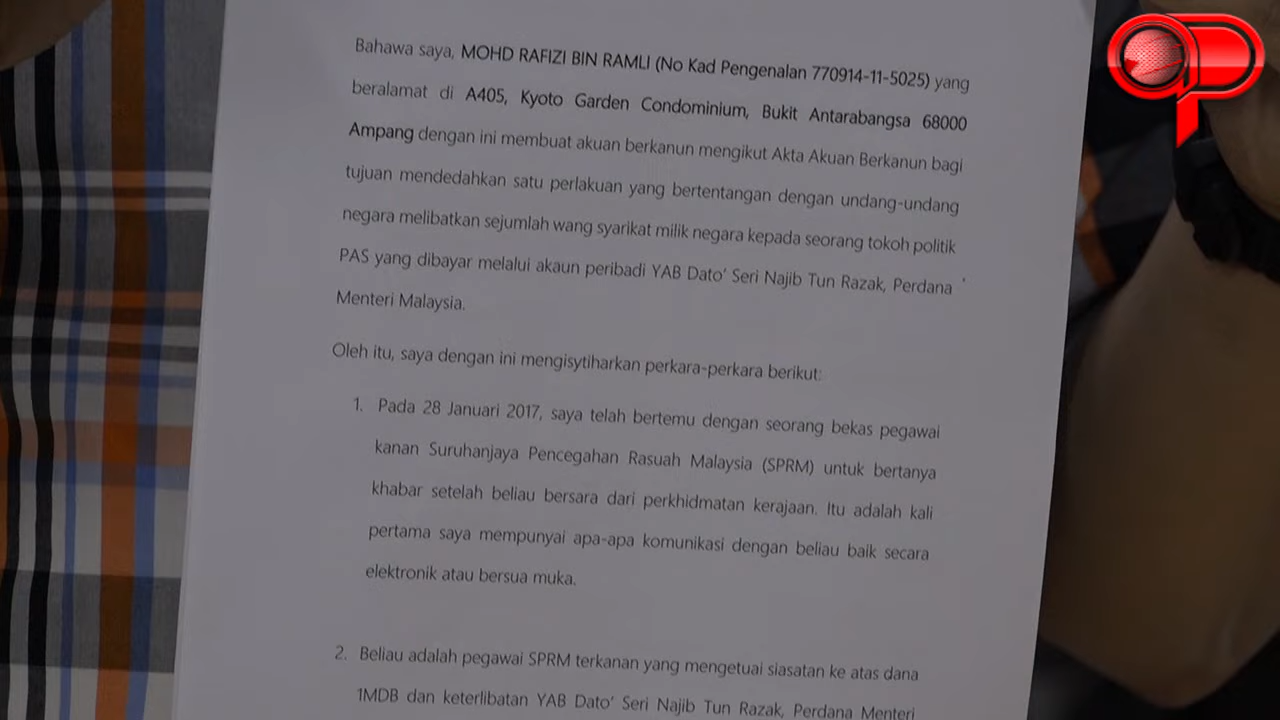 Bahawa saya, MOHD RAFIZI BIN RAMLI (No Kad Pengenalan 770914-11-5025) yang
beralamat di A405, Kyoto Garden Condominium, Bukit Antarabangsa 68000
Ampang dengan ini membuat akuan berkanun mengikut Akta Akuan Berkanun bagi
tujuan mendedahkan satu perlakuan yang bertentangan dengan undang-undang
negara melibatkan sejumlah wang syarikat milik negara kepada seorang tokoh politik
PAS yang dibayar melalui akaun peribadi YAB Dato' Seri Najib Tun Razak, Perdana
Menteri Malaysia.
Oleh itu, saya dengan ini mengisytiharkan perkara-perkara berikut:
1. Pada 28 Januari 2017, saya telah bertemu dengan seorang bekas pegawai
kanan Suruhanjaya Pencegahan Rasuah Malaysia (SPRM) untuk bertanya
khabar setelah beliau bersara dari perkhidmatan kerajaan. Itu adalah kali
pertama saya mempunyai apa-apa komunikasi dengan beliau baik secara
elektronik atau bersua muka.
2. Beliau adalah pegawai SPRM terkanan yang mengetuai siasatan ke atas dana
1MDB dan keterlibatan YAB Dato' Seri Najib Tun Razak, Perdana Menteri